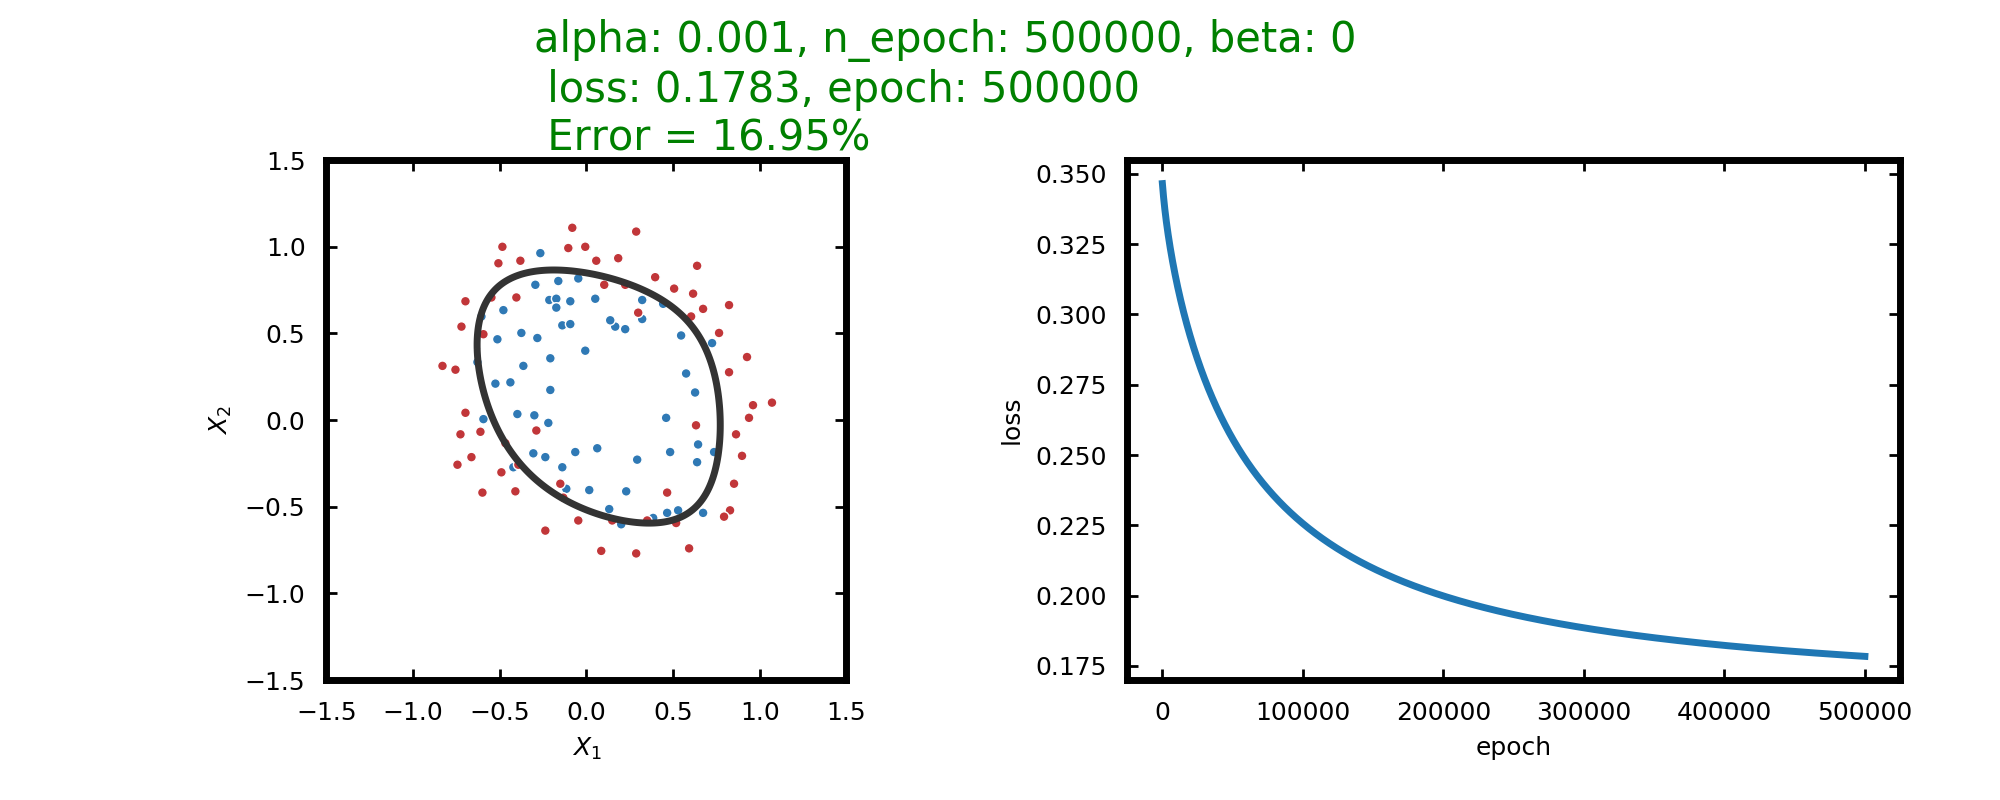 alpha: 0.001, n_epoch: 500000, beta: 0
loss: 0.1783, epoch: 500000
Error = 16.95%
1.5
1.0
0.5
0.0
−0.5
−1.0
−1.5
X₂
−1.5 −1.0 −0.5 0.0 0.5 1.0 1.5
X₁
0.350
0.325
0.300
0.275
0.250
0.225
0.200
0.175
loss
0 100000 200000 300000 400000 500000
epoch